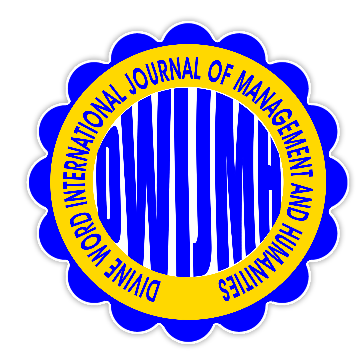 DIVINE WORD INTERNATIONAL JOURNAL OF MANAGEMENT AND HUMANITIES
DWIJMH